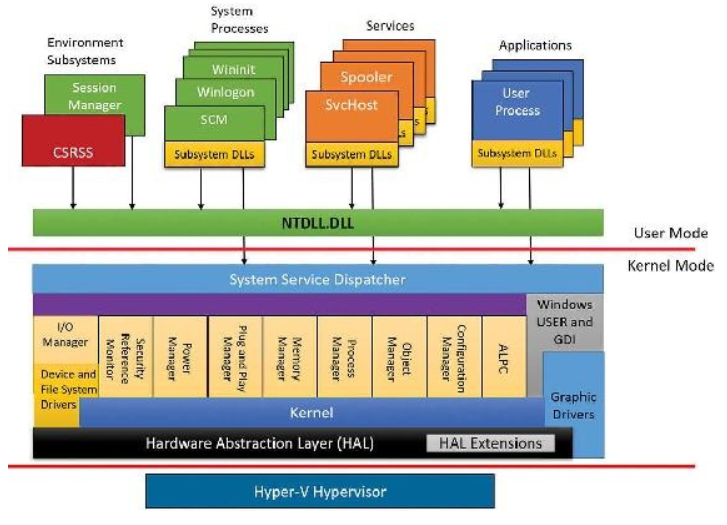 System
Processes
Services
Environment
Subsystems
Applications
Wininit
Session
Manager
Winlogon
Spooler
User
Process
SCM
SvcHost
CSRSS
Subsystem DLLs
Subsystem DLLs
Subsystem DLLs
NTDLL.DLL
User Mode
Kernel Mode
System Service Dispatcher
Windows
USER and
GDI
I/O
Manager
Security
Reference
Monitor
Power
Manager
Plug and Play
Manager
Memory
Manager
Process
Manager
Object
Manager
Configuration
Manager
ALPC
Device and
File System
Drivers
Graphic
Drivers
Kernel
Hardware Abstraction Layer (HAL)
HAL Extensions
Hyper-V Hypervisor